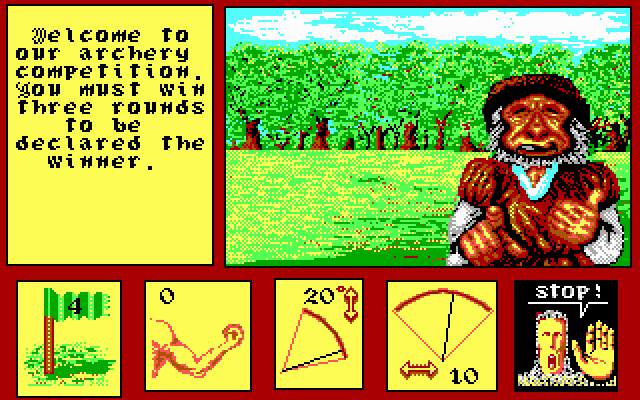 Welcome to
our archery
competition.
You must win
three rounds
to be
declared the
winner.
4
0
20°
10
stop!